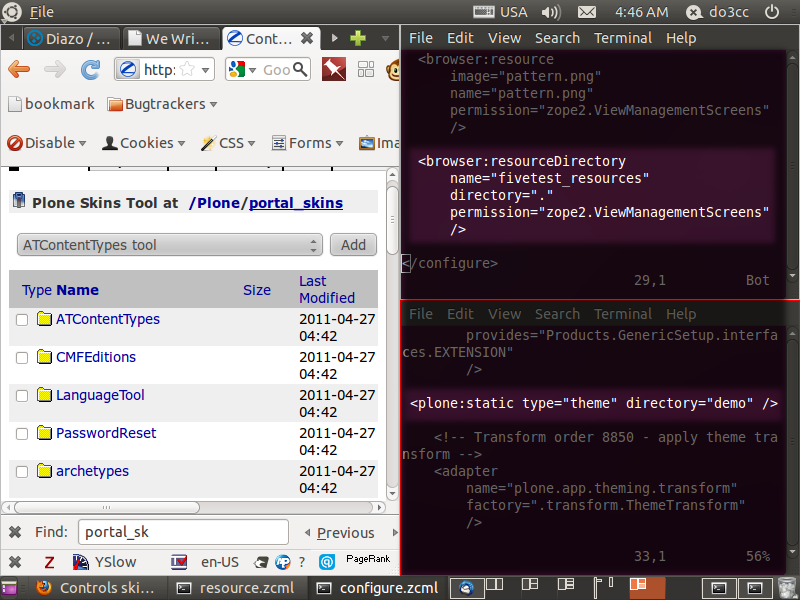 File
USA
4:46 AM
do3cc
Diazo / ...
We Wri...
Cont...
http:
Goo
bookmark
Bugtrackers
Disable
Cookies
CSS
Forms
Ima
Plone Skins Tool at /Plone/portal_skins
ATContentTypes tool
Add
Type Name
Size
Last
Modified
ATContentTypes
2011-04-27
04:42
CMFEditions
2011-04-27
04:42
LanguageTool
2011-04-27
04:42
PasswordReset
2011-04-27
04:42
archetypes
2011-04-27
04:42
Find:
portal_sk
Previous
Z
YSlow
en-US
?
PageRank
File Edit View Search Terminal Help
<browser:resource
image="pattern.png"
name="pattern.png"
permission="zope2.ViewManagementScreens"
/>
<browser:resourceDirectory
name="fivetest_resources"
directory="."
permission="zope2.ViewManagementScreens"
/>
</configure>
29,1 Bot
File Edit View Search Terminal Help
provides="Products.GenericSetup.interfa
ces.EXTENSION"
/>
<plone:static type="theme" directory="demo" />
<!-- Transform order 8850 - apply theme tra
nsform -->
<adapter
name="plone.app.theming.transform"
factory=".transform.ThemeTransform"
/>
33,1 56%
Controls ski...
resource.zcml
configure.zcml